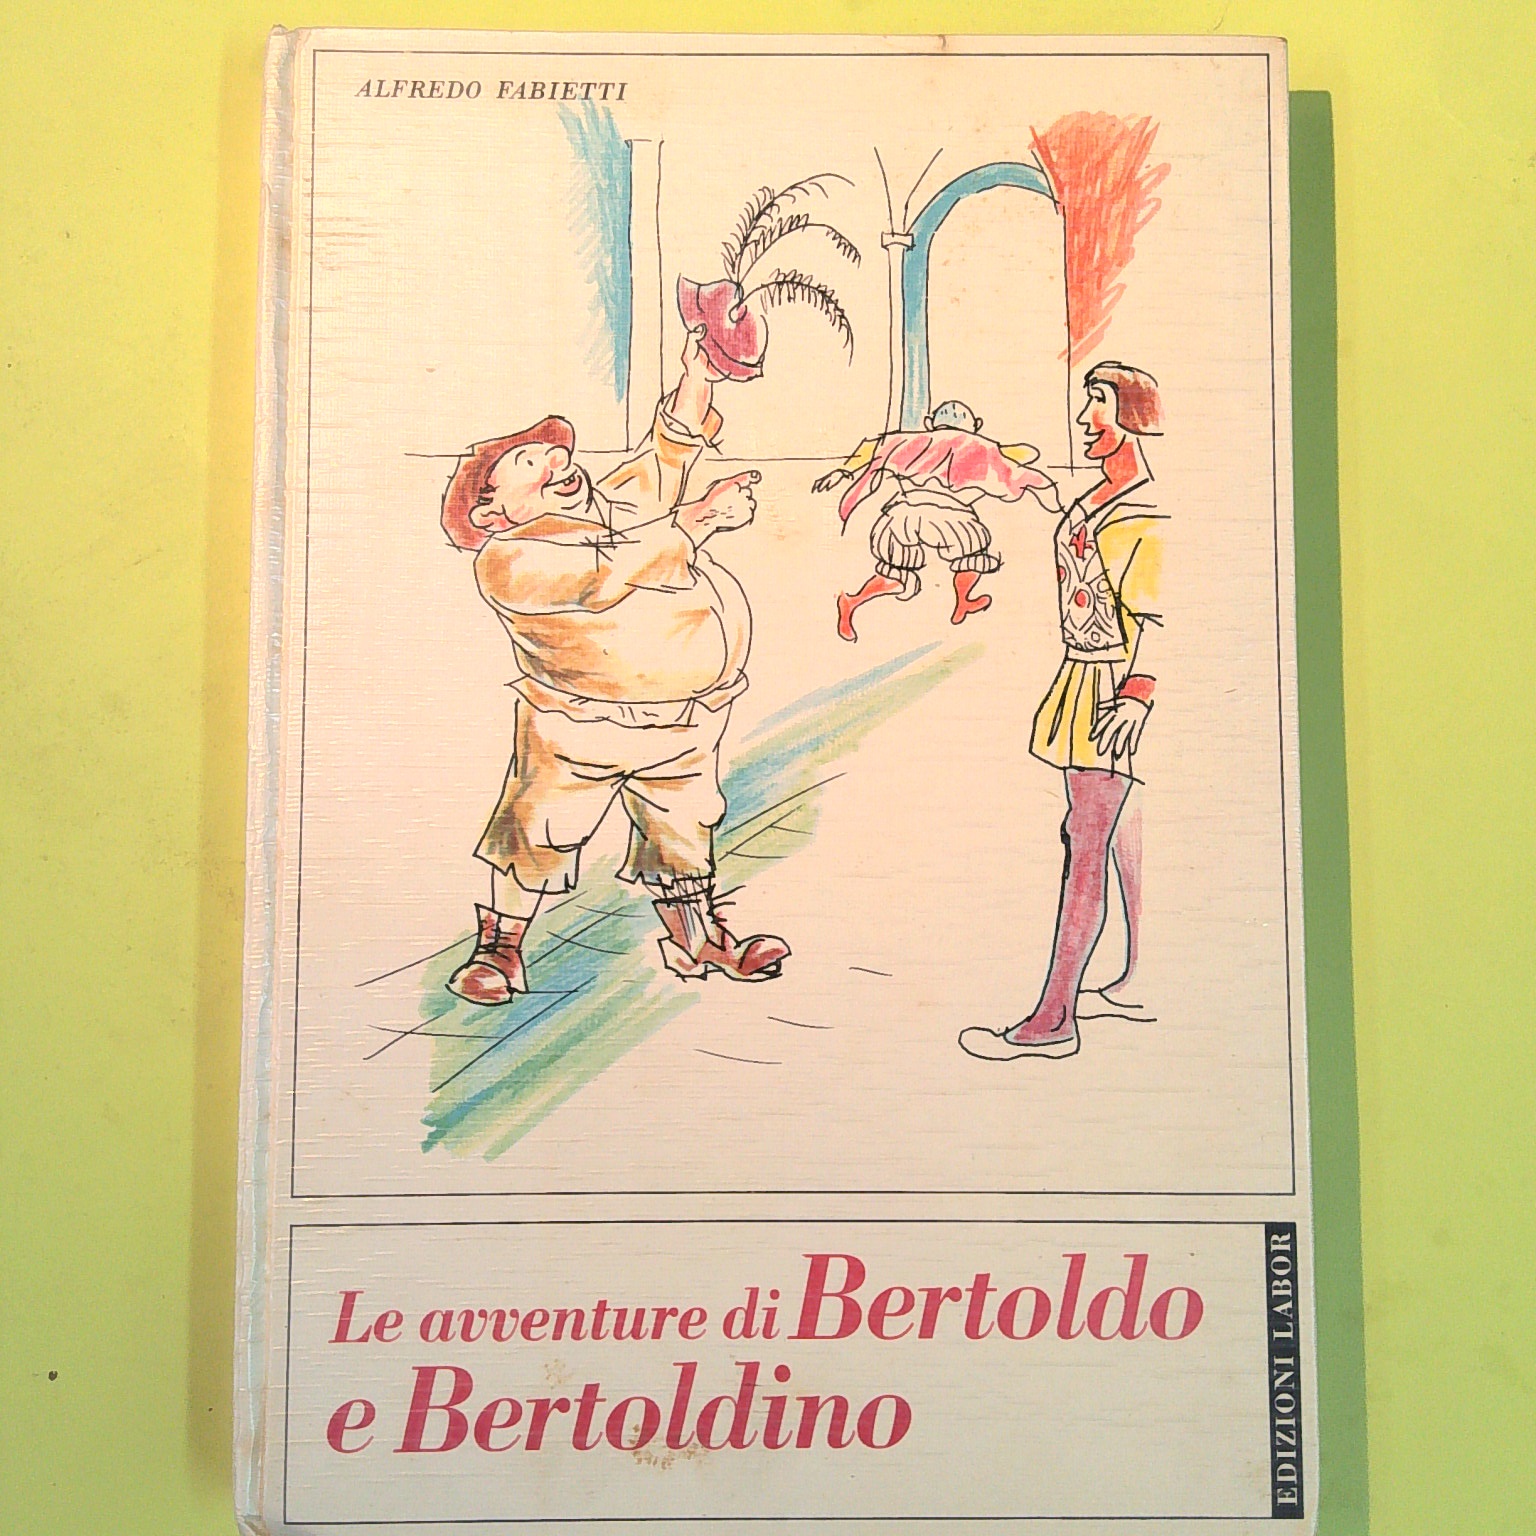 ALFREDO FABIETTI
Le avventure di Bertoldo
e Bertoldino
EDIZIONI LABOR